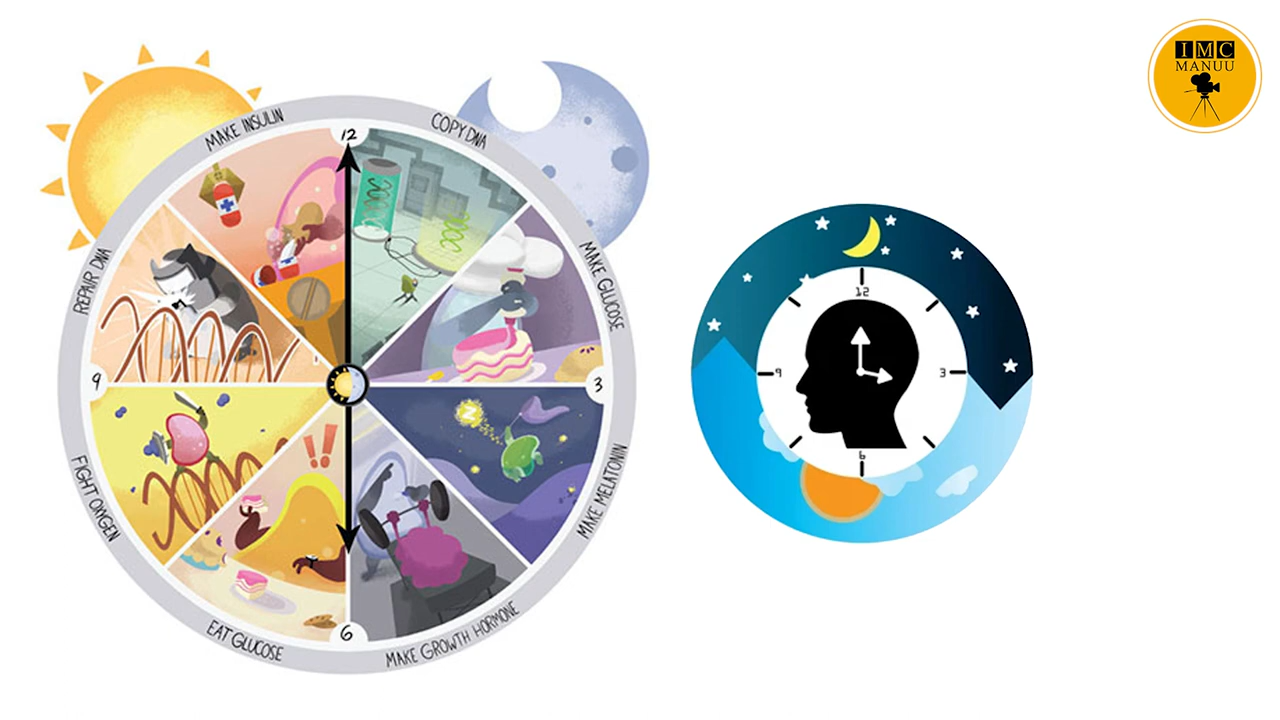 IMC
MANUU
MAKE INSULIN
COPY DNA
12
REPAIR DNA
MAKE GLUCOSE
9
3
FIGHT OXYGEN
MAKE MELATONIN
6
EAT GLUCOSE
MAKE GROWTH HORMONE
Z
!!
12
9
3
6